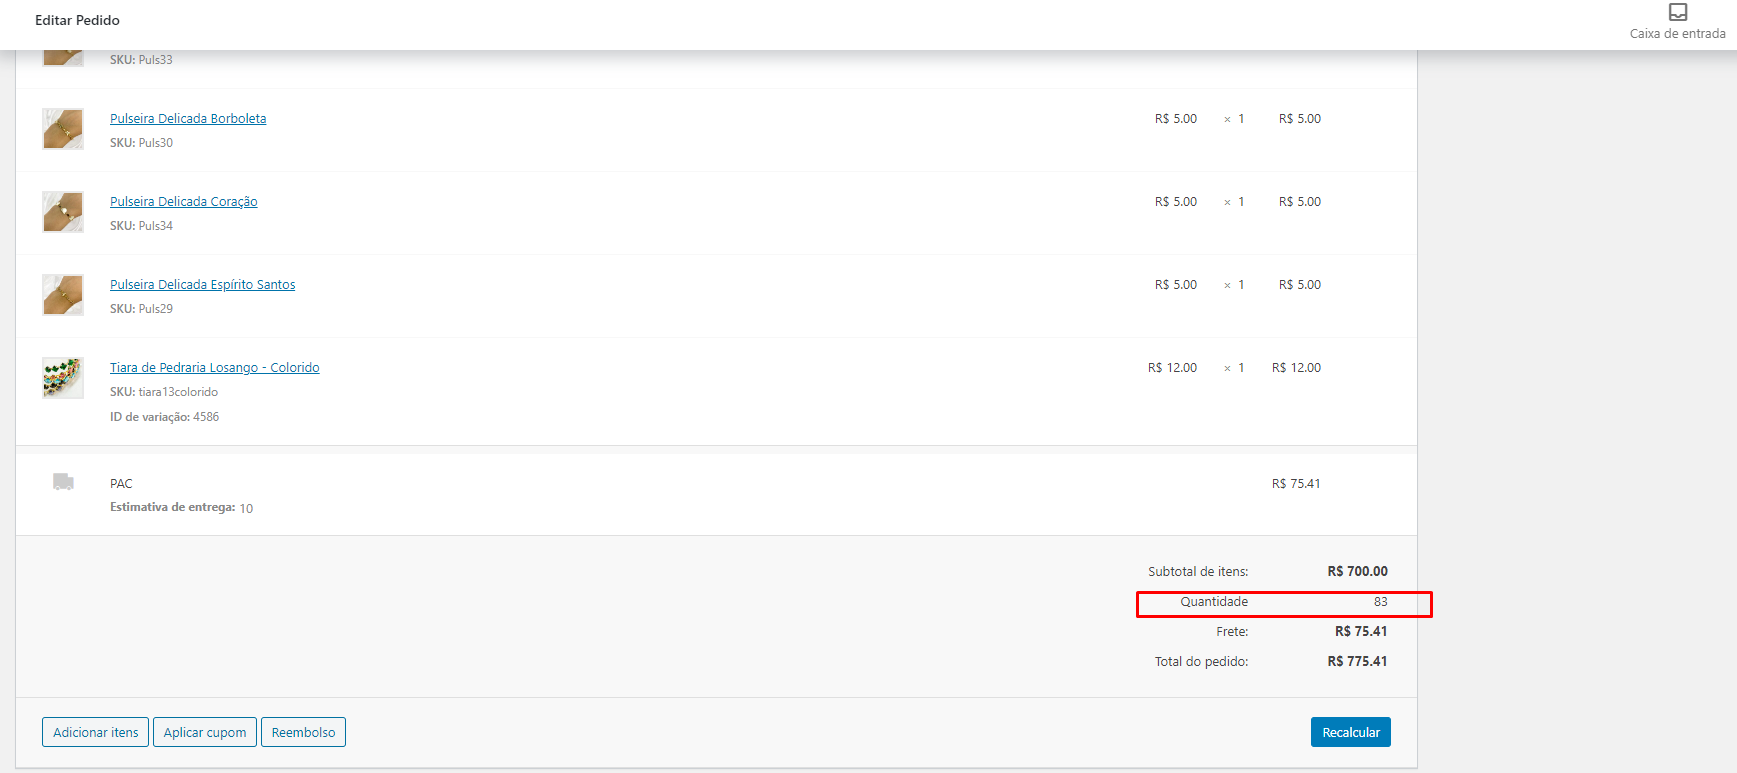 Editar Pedido
Caixa de entrada
SKU: Puls33
Pulseira Delicada Borboleta R$ 5.00 × 1 R$ 5.00
SKU: Puls30
Pulseira Delicada Coração R$ 5.00 × 1 R$ 5.00
SKU: Puls34
Pulseira Delicada Espírito Santos R$ 5.00 × 1 R$ 5.00
SKU: Puls29
Tiara de Pedraria Losango - Colorido R$ 12.00 × 1 R$ 12.00
SKU: tiara13colorido
ID de variação: 4586
PAC R$ 75.41
Estimativa de entrega: 10
Subtotal de itens: R$ 700.00
Quantidade 83
Frete: R$ 75.41
Total do pedido: R$ 775.41
Adicionar itens Aplicar cupom Reembolso Recalcular